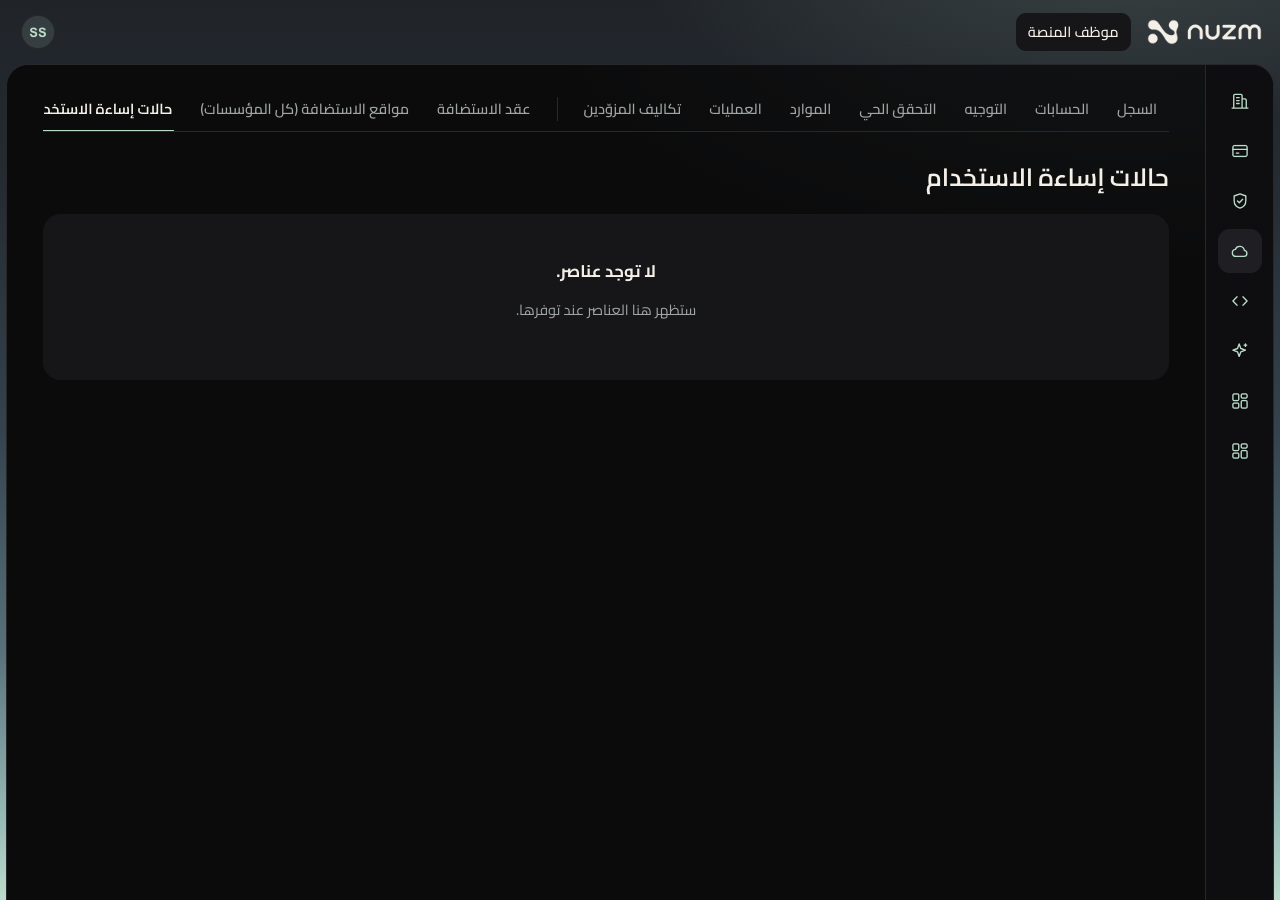 nuzm
موظف المنصة
SS
السجل
الحسابات
التوجيه
التحقق الحي
الموارد
العمليات
تكاليف المزوّدين
عقد الاستضافة
مواقع الاستضافة (كل المؤسسات)
حالات إساءة الاستخد
حالات إساءة الاستخدام
لا توجد عناصر.
ستظهر هنا العناصر عند توفرها.